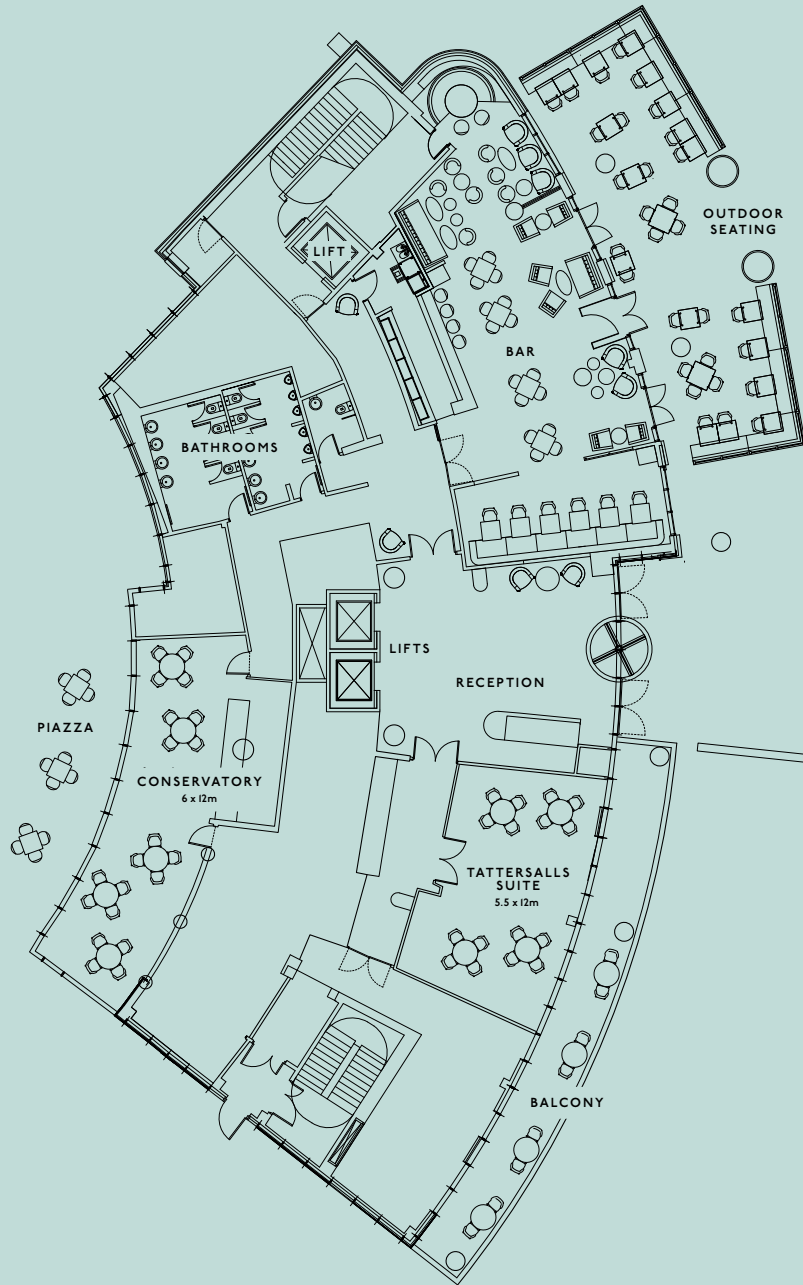 OUTDOOR
SEATING
LIFT
BAR
BATHROOMS
LIFTS
RECEPTION
PIAZZA
CONSERVATORY
6 x 12m
TATTERSALLS
SUITE
5.5 x 12m
BALCONY